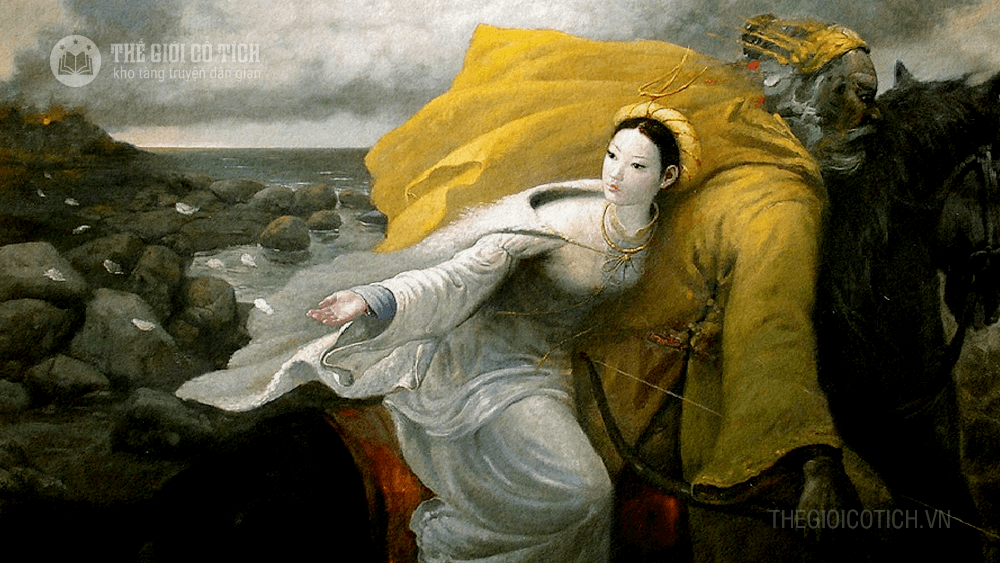 THẾ GIỚI CỔ TÍCH
kho tàng truyện dân gian
THEGIOICOTICH.VN